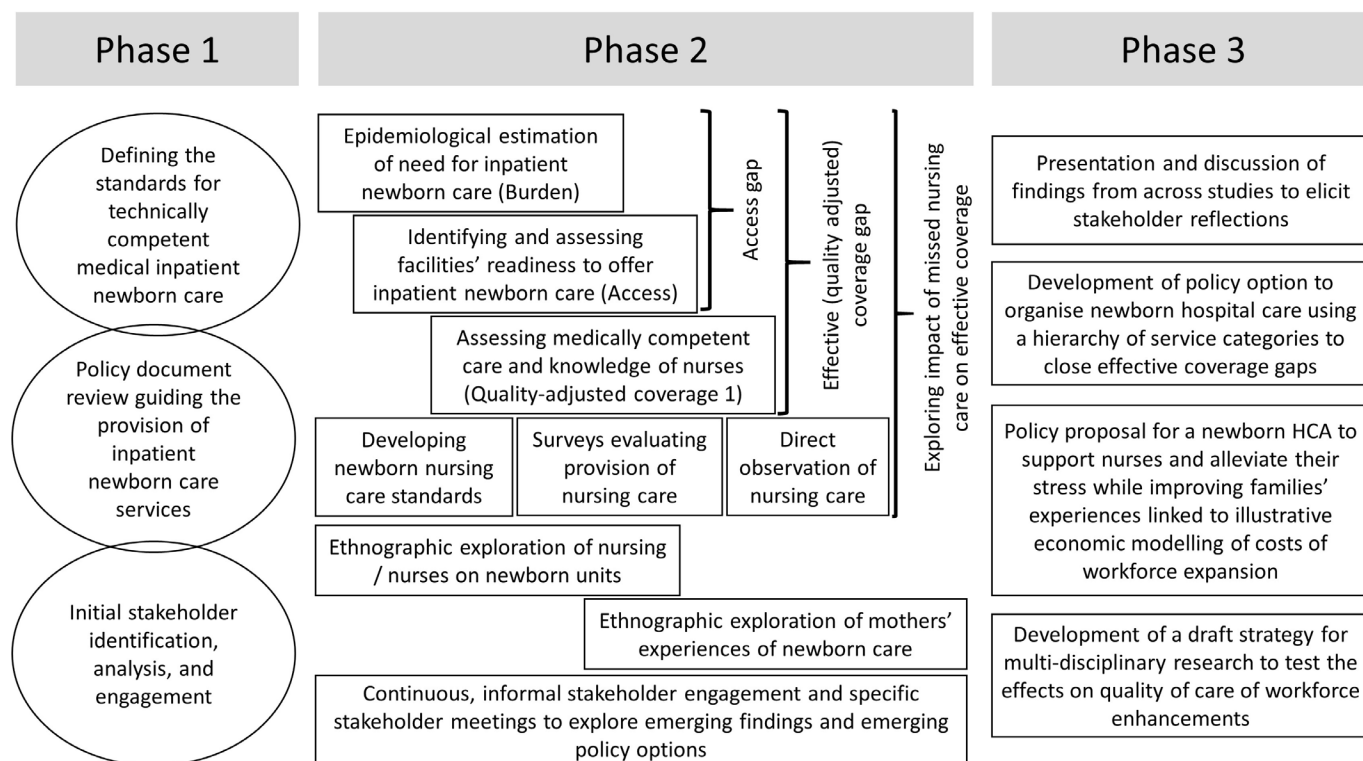 Phase 1
Phase 2
Phase 3
Defining the
standards for
technically
competent
medical inpatient
newborn care
Policy document
review guiding the
provision of
inpatient
newborn care
services
Initial stakeholder
identification,
analysis, and
engagement
Epidemiological estimation
of need for inpatient
newborn care (Burden)
Identifying and assessing
facilities’ readiness to offer
inpatient newborn care (Access)
Assessing medically competent
care and knowledge of nurses
(Quality-adjusted coverage 1)
Developing
newborn nursing
care standards
Surveys evaluating
provision of
nursing care
Direct
observation of
nursing care
Access gap
Effective (quality adjusted)
coverage gap
Exploring impact of missed nursing
care on effective coverage
Ethnographic exploration of nursing
/ nurses on newborn units
Ethnographic exploration of mothers’
experiences of newborn care
Continuous, informal stakeholder engagement and specific
stakeholder meetings to explore emerging findings and emerging
policy options
Presentation and discussion of
findings from across studies to elicit
stakeholder reflections
Development of policy option to
organise newborn hospital care using
a hierarchy of service categories to
close effective coverage gaps
Policy proposal for a newborn HCA to
support nurses and alleviate their
stress while improving families’
experiences linked to illustrative
economic modelling of costs of
workforce expansion
Development of a draft strategy for
multi-disciplinary research to test the
effects on quality of care of workforce
enhancements